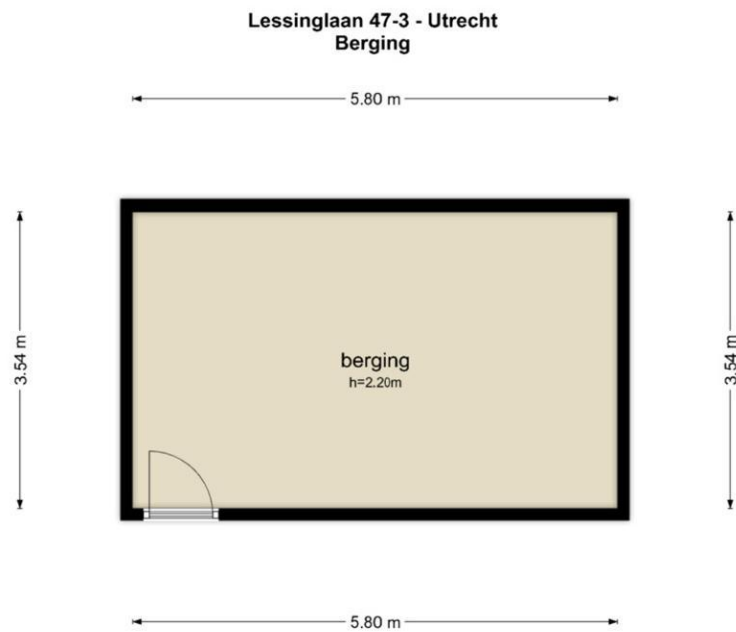 Lessinglaan 47-3 - Utrecht
Berging
5.80 m
3.54 m
3.54 m
berging
h=2.20m
5.80 m